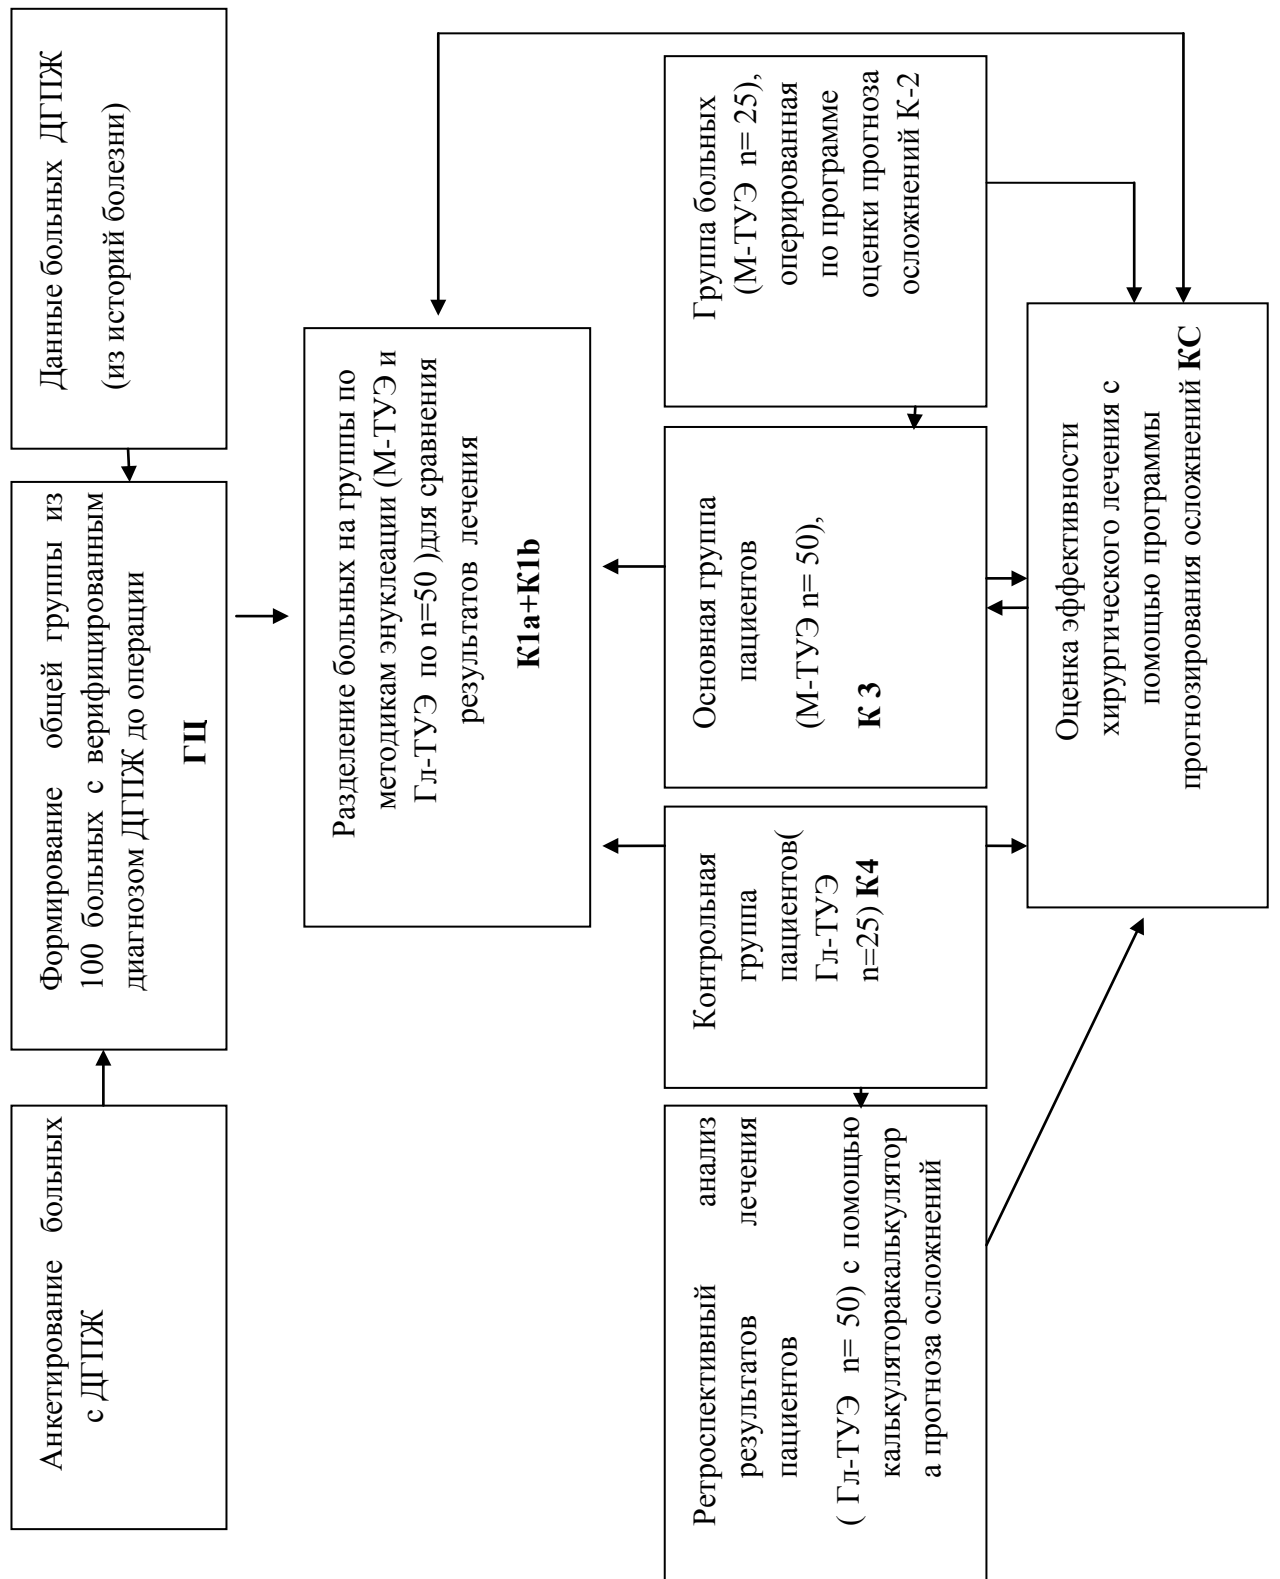 Анкетирование больных
с ДГПЖ
Формирование общей группы из
100 больных с верифицированным
диагнозом ДГПЖ до операции
ГЦ
Данные больных ДГПЖ
(из историй болезни)
Разделение больных на группы по
методикам энуклеации (М-ТУЭ и
Гл-ТУЭ по n=50 )для сравнения
результатов лечения
К1а+К1b
Ретроспективный анализ
результатов лечения
пациентов
( Гл-ТУЭ n= 50) с помощью
калькуляторакалькулятор
а прогноза осложнений
Контрольная
группа
пациентов(
Гл-ТУЭ
n=25) К4
Основная группа
пациентов
(М-ТУЭ n= 50),
К 3
Группа больных
(М-ТУЭ n= 25),
оперированная
по программе
оценки прогноза
осложнений К-2
Оценка эффективности
хирургического лечения с
помощью программы
прогнозирования осложнений КС